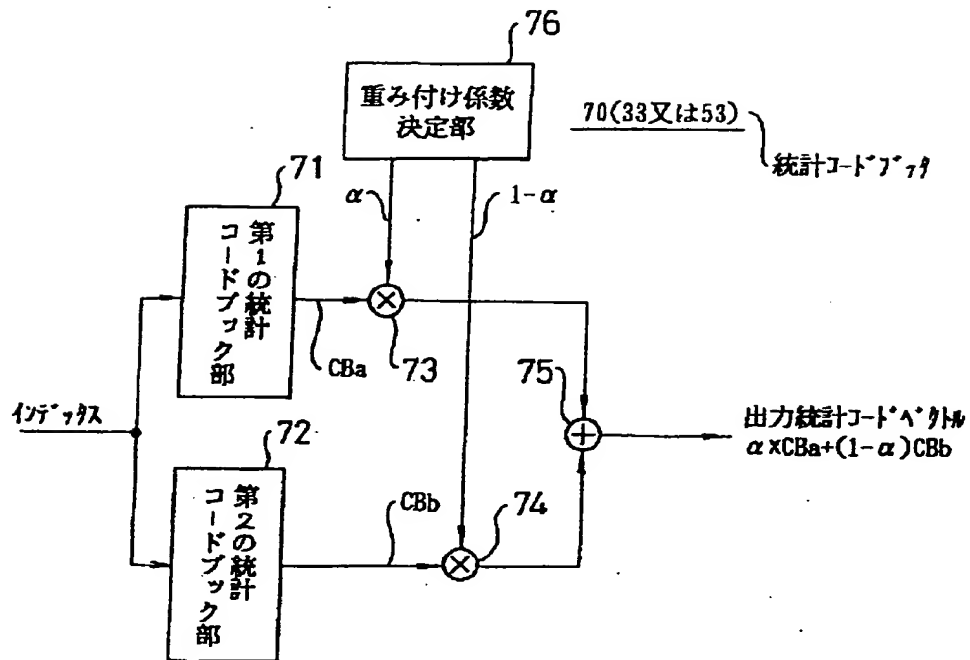 76
重み付け係数
決定部
70(33又は53)
統計コードブック
71
α
1-α
第1の統計
コードブック部
CBa
73
75
インデックス
出力統計コードベクトル
α×CBa+(1-α)CBb
72
第2の統計
コードブック部
CBb
74